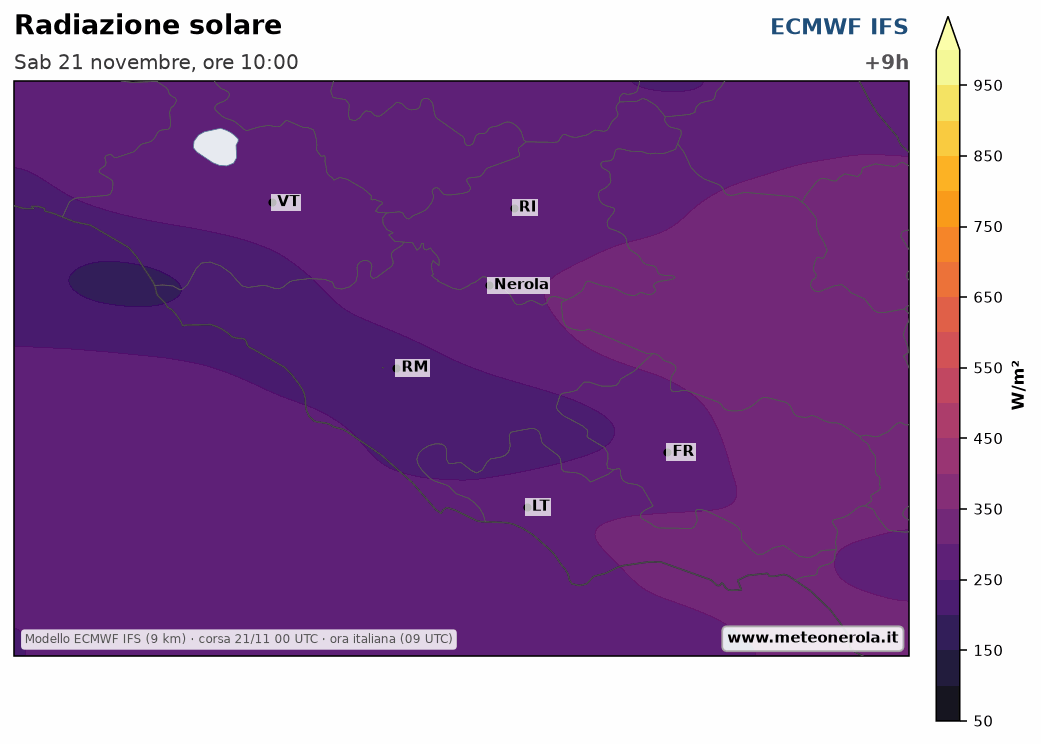 Radiazione solare
ECMWF IFS
Sab 21 novembre, ore 10:00
+9h
950
850
750
650
550
450
350
250
150
50
W/m²
VT
RI
Nerola
RM
FR
LT
Modello ECMWF IFS (9 km) · corsa 21/11 00 UTC · ora italiana (09 UTC)
www.meteonerola.it